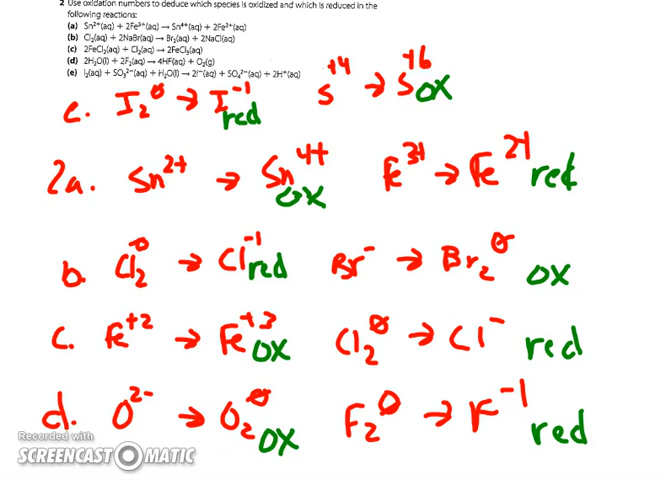 2 Use oxidation numbers to deduce which species is oxidized and which is reduced in the
following reactions:
(a) Sn²⁺(aq) + 2Fe³⁺(aq) → Sn⁴⁺(aq) + 2Fe²⁺(aq)
(b) Cl₂(aq) + 2NaBr(aq) → Br₂(aq) + 2NaCl(aq)
(c) 2FeCl₂(aq) + Cl₂(aq) → 2FeCl₃(aq)
(d) 2H₂O(l) + 2F₂(aq) → 4HF(aq) + O₂(g)
(e) I₂(aq) + SO₃²⁻(aq) + H₂O(l) → 2I⁻(aq) + SO₄²⁻(aq) + 2H⁺(aq)
e. I₂⁰ → I⁻¹ red S⁺⁴ → S⁺⁶ ox
2a. Sn²⁺ → Sn⁴⁺ ox Fe³⁺ → Fe²⁺ red
b. Cl₂⁰ → Cl⁻¹ red Br⁻ → Br₂⁰ ox
c. Fe⁺² → Fe⁺³ ox Cl₂⁰ → Cl⁻ red
d. O²⁻ → O₂⁰ ox F₂⁰ → F⁻¹ red
Recorded with
SCREENCAST-O-MATIC